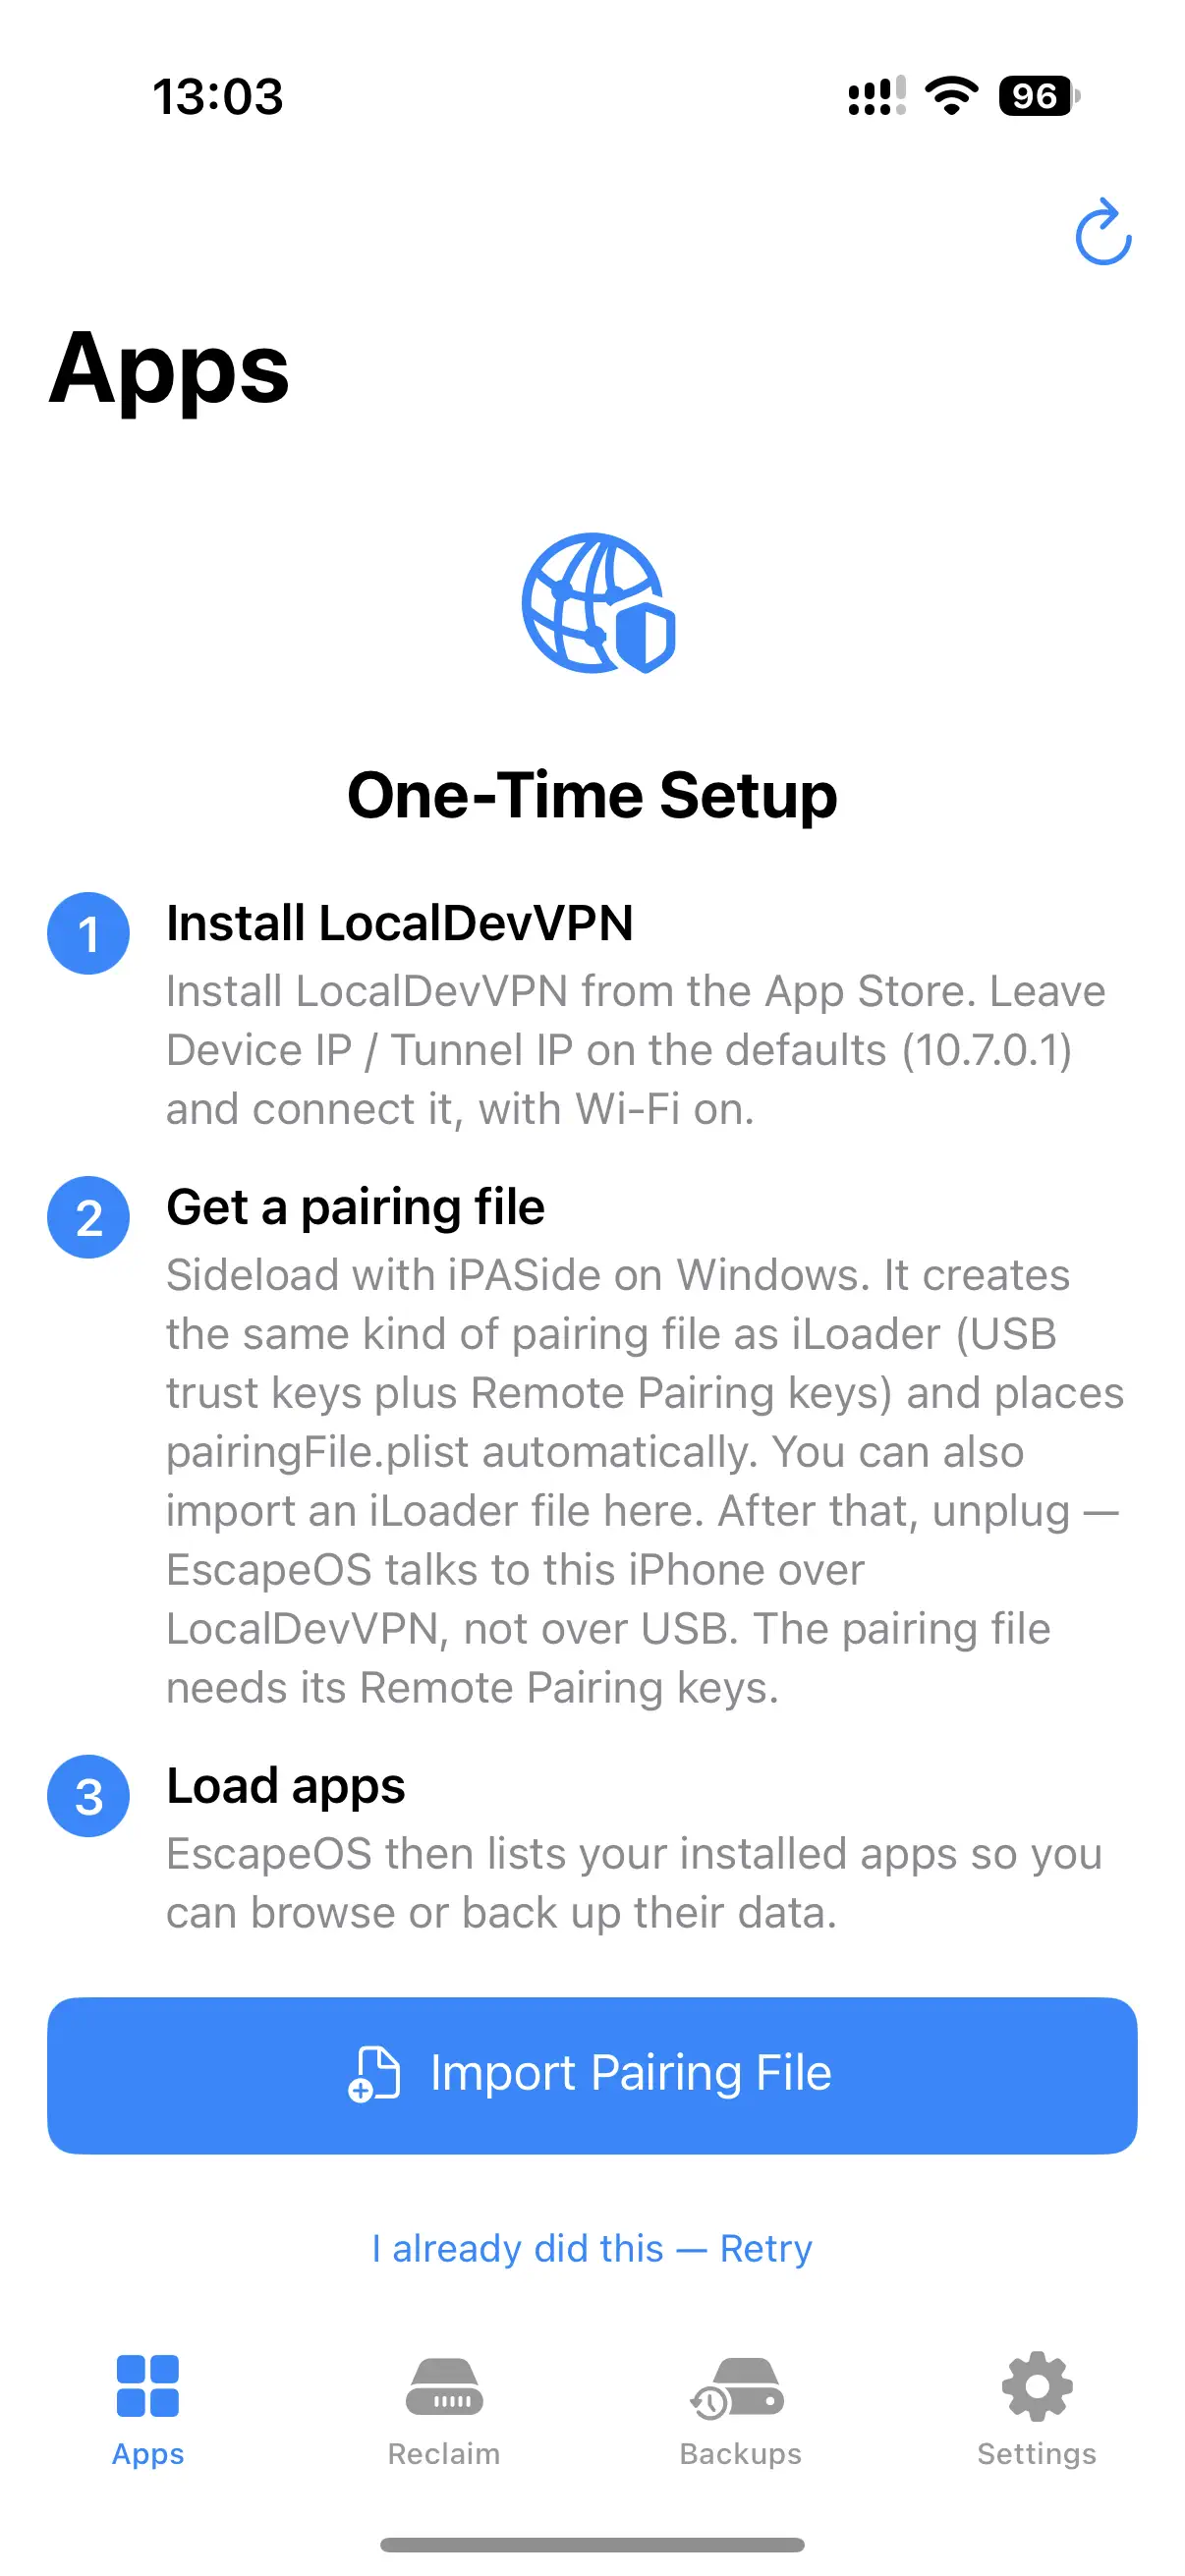 13:03
96
Apps
One-Time Setup
1
Install LocalDevVPN
Install LocalDevVPN from the App Store. Leave
Device IP / Tunnel IP on the defaults (10.7.0.1)
and connect it, with Wi-Fi on.
2
Get a pairing file
Sideload with iPASide on Windows. It creates
the same kind of pairing file as iLoader (USB
trust keys plus Remote Pairing keys) and places
pairingFile.plist automatically. You can also
import an iLoader file here. After that, unplug —
EscapeOS talks to this iPhone over
LocalDevVPN, not over USB. The pairing file
needs its Remote Pairing keys.
3
Load apps
EscapeOS then lists your installed apps so you
can browse or back up their data.
Import Pairing File
I already did this — Retry
Apps
Reclaim
Backups
Settings